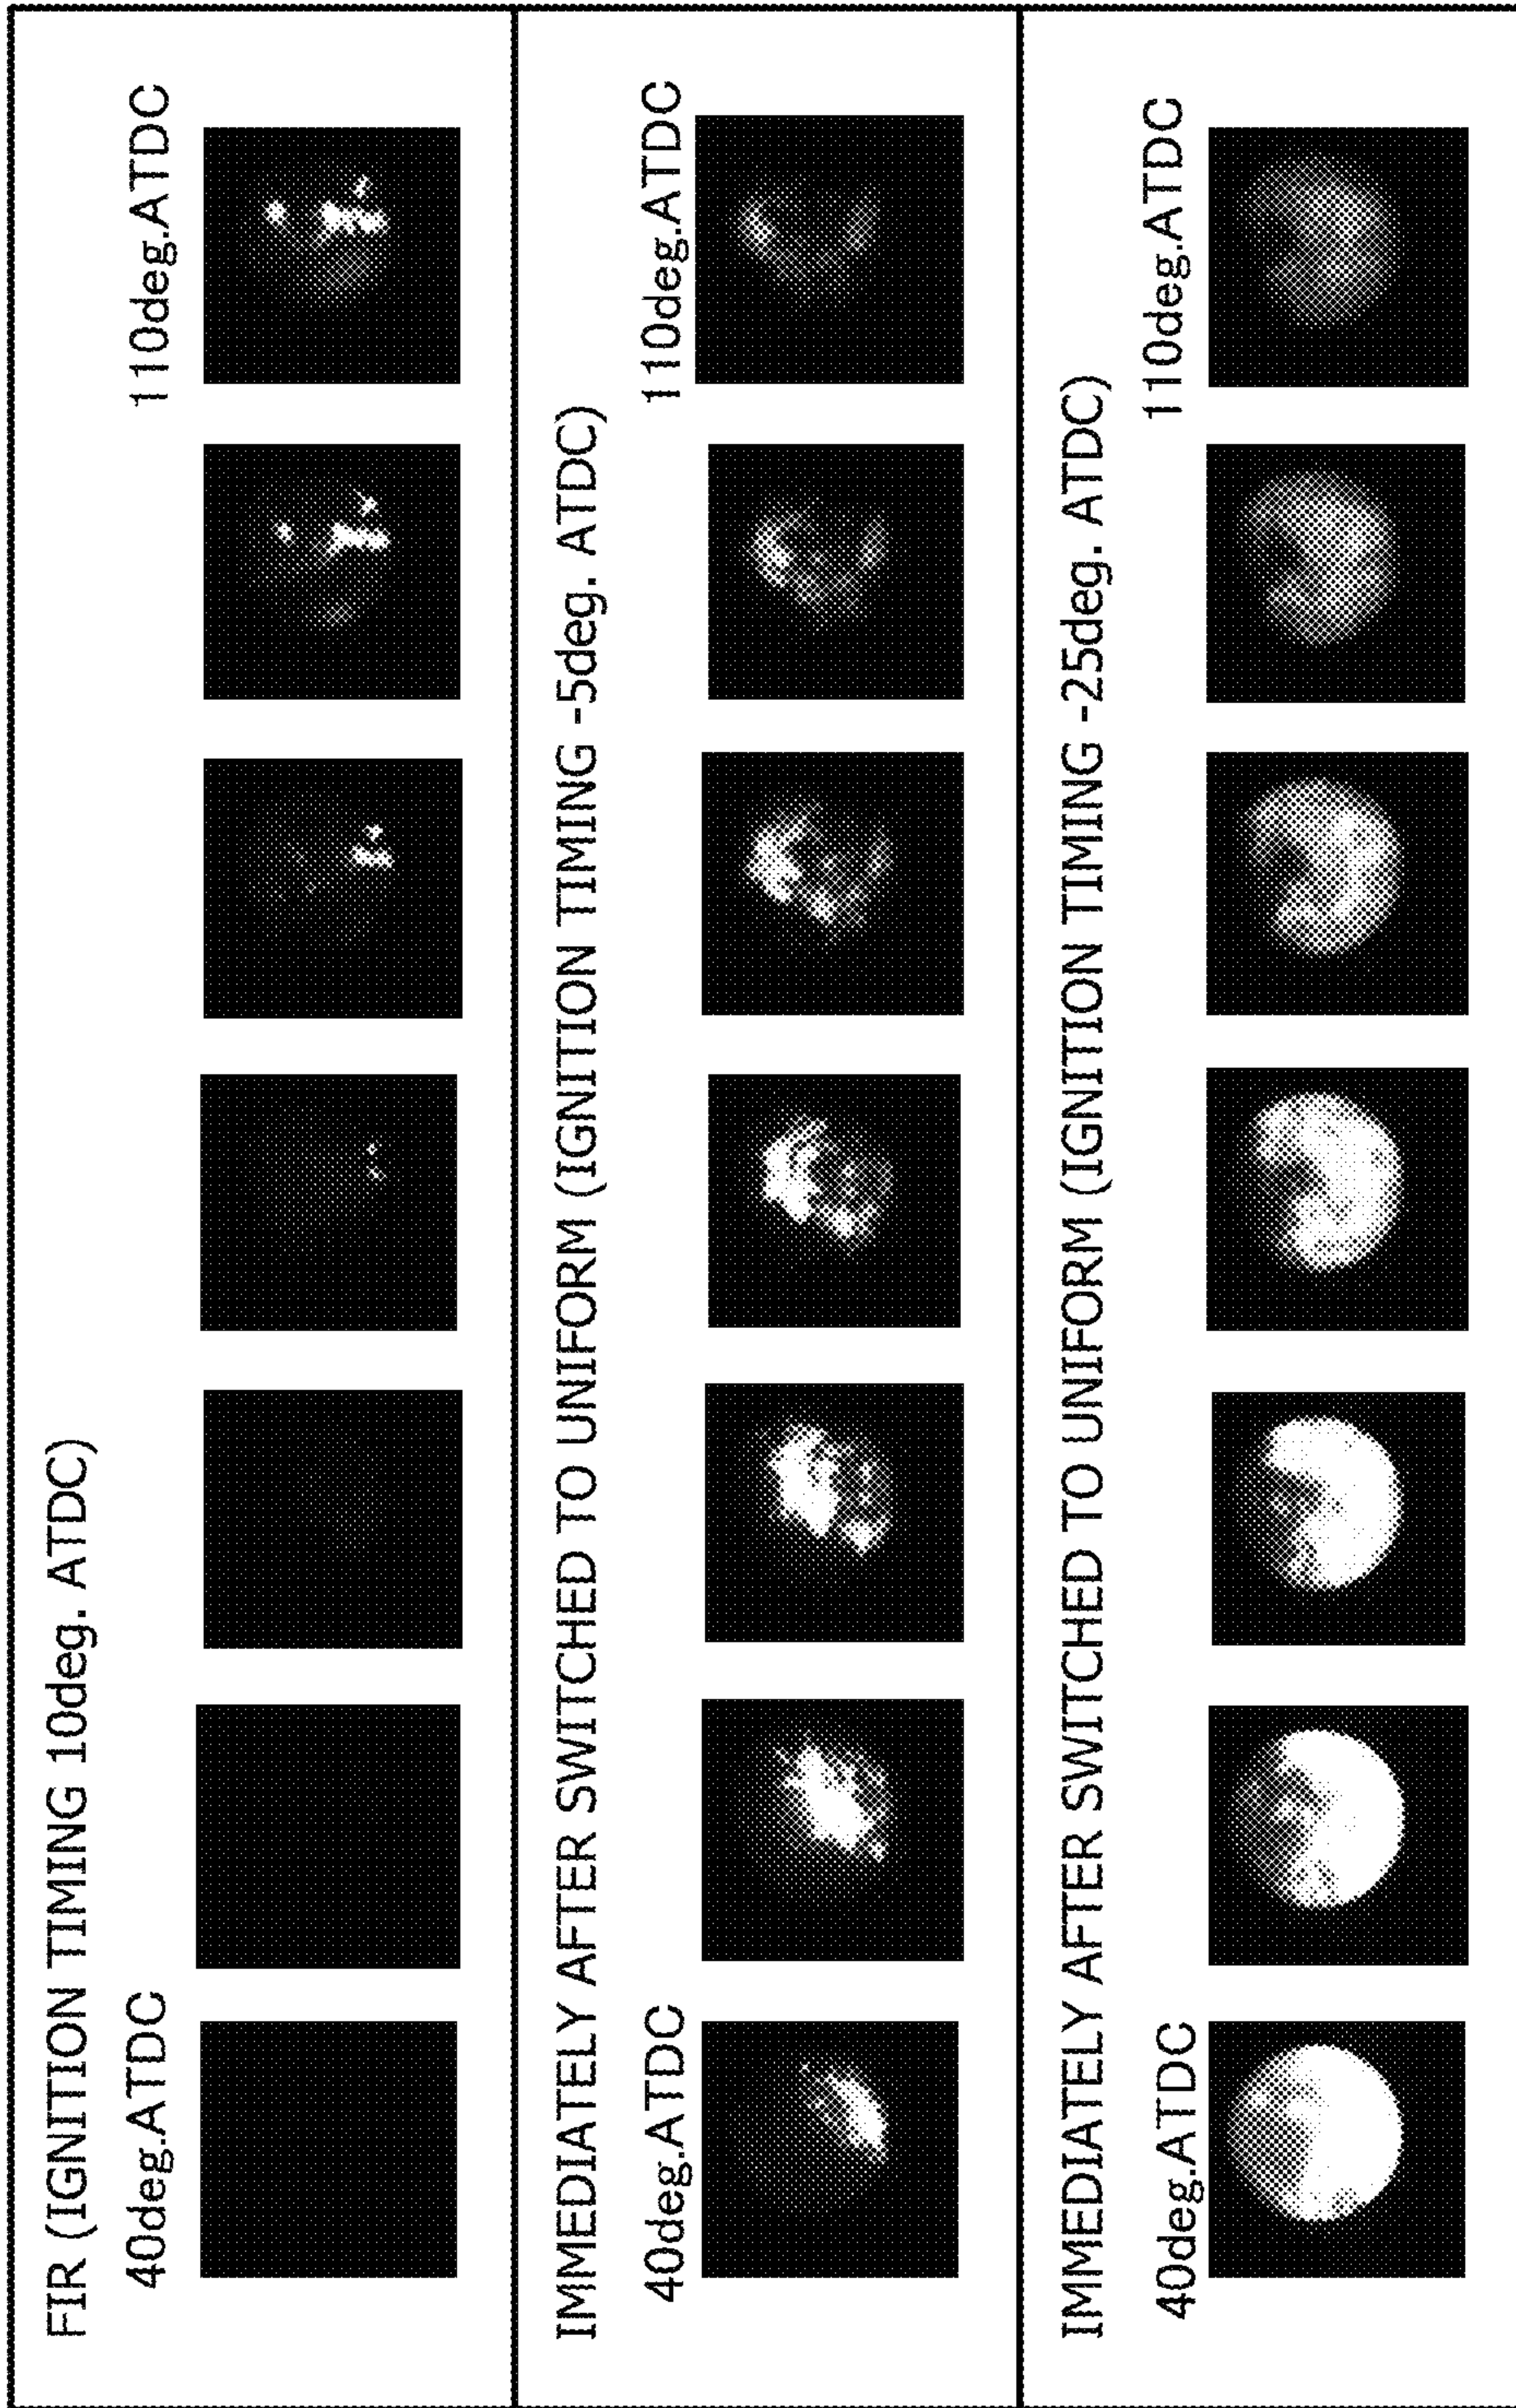 FIR (IGNITION TIMING 10deg. ATDC)
40deg.ATDC
110deg.ATDC
IMMEDIATELY AFTER SWITCHED TO UNIFORM (IGNITION TIMING -5deg. ATDC)
40deg.ATDC
110deg.ATDC
IMMEDIATELY AFTER SWITCHED TO UNIFORM (IGNITION TIMING -25deg. ATDC)
40deg.ATDC
110deg.ATDC